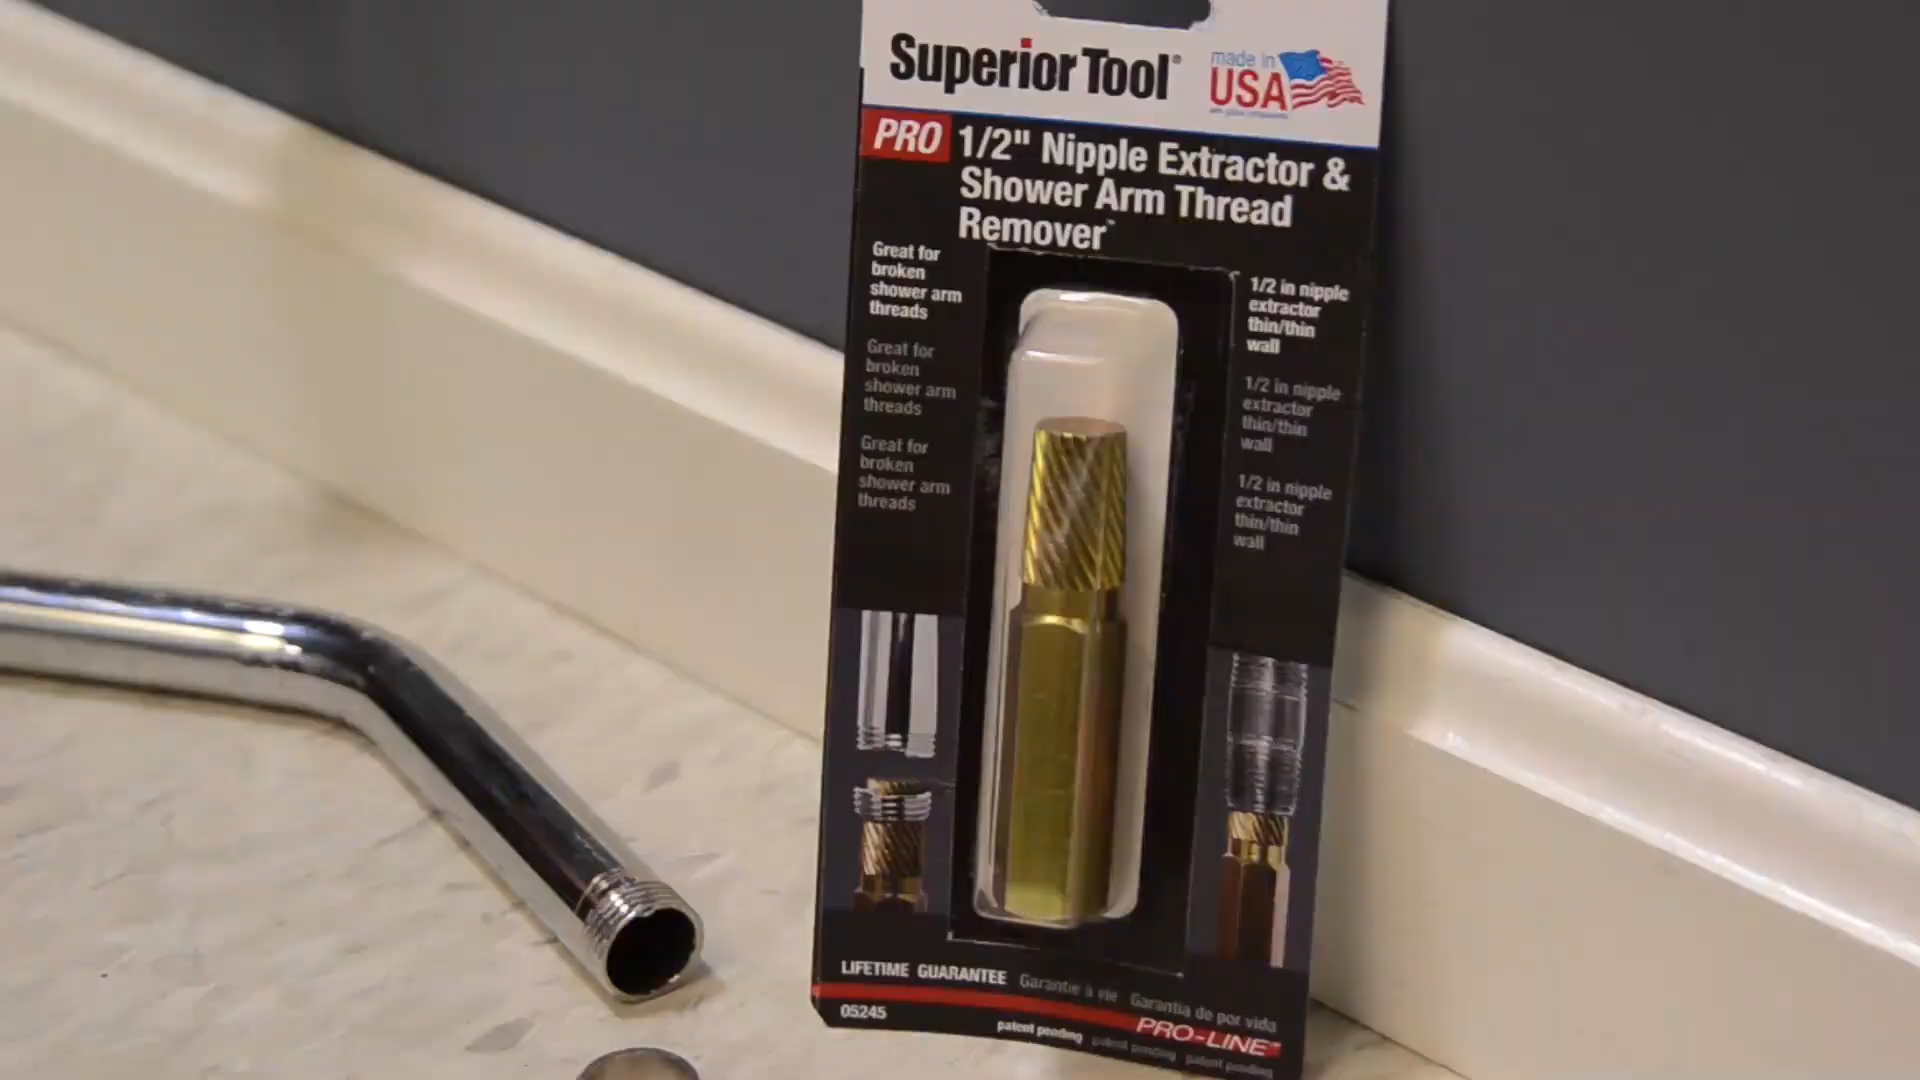 Superior Tool®
made in
USA
PRO
1/2" Nipple Extractor &
Shower Arm Thread
Remover™
Great for
broken
shower arm
threads
Great for
broken
shower arm
threads
Great for
broken
shower arm
threads
1/2 in nipple
extractor
thin/thin
wall
1/2 in nipple
extractor
thin/thin
wall
1/2 in nipple
extractor
thin/thin
wall
LIFETIME GUARANTEE Garantie à vie Garantia de por vida
05245
PRO-LINE™
patent pending patent pending patent pending